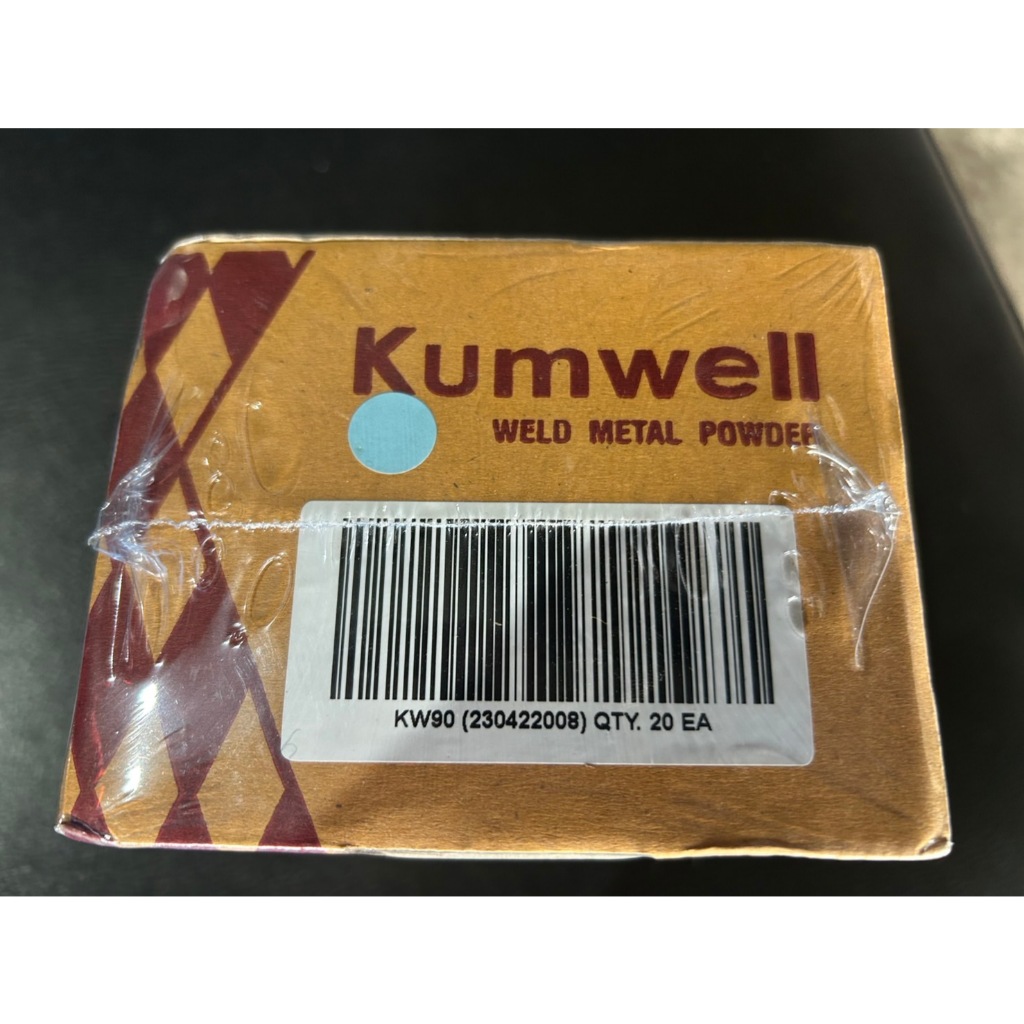 Kumwell
WELD METAL POWDER
KW90 (230422008) QTY. 20 EA